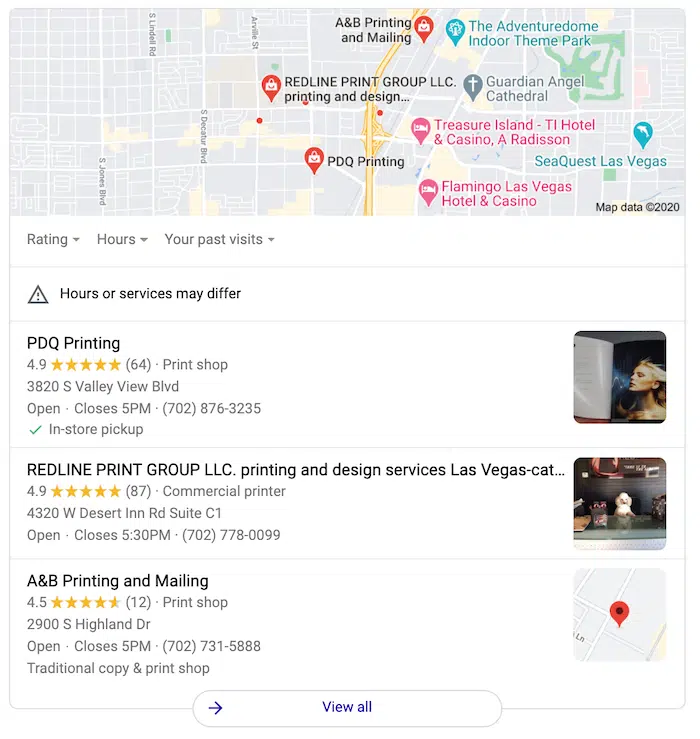 S Lindell Rd
Arville St
A&B Printing
and Mailing
The Adventuredome
Indoor Theme Park
REDLINE PRINT GROUP LLC.
printing and design...
Guardian Angel
Cathedral
S Decatur Blvd
Treasure Island - TI Hotel
& Casino, A Radisson
S Jones Blvd
PDQ Printing
SeaQuest Las Vegas
Flamingo Las Vegas
Hotel & Casino
Map data ©2020
Rating
Hours
Your past visits
Hours or services may differ
PDQ Printing
4.9 (64) · Print shop
3820 S Valley View Blvd
Open · Closes 5PM · (702) 876-3235
In-store pickup
REDLINE PRINT GROUP LLC. printing and design services Las Vegas-cat...
4.9 (87) · Commercial printer
4320 W Desert Inn Rd Suite C1
Open · Closes 5:30PM · (702) 778-0099
A&B Printing and Mailing
4.5 (12) · Print shop
2900 S Highland Dr
Open · Closes 5PM · (702) 731-5888
Traditional copy & print shop
Ln
View all